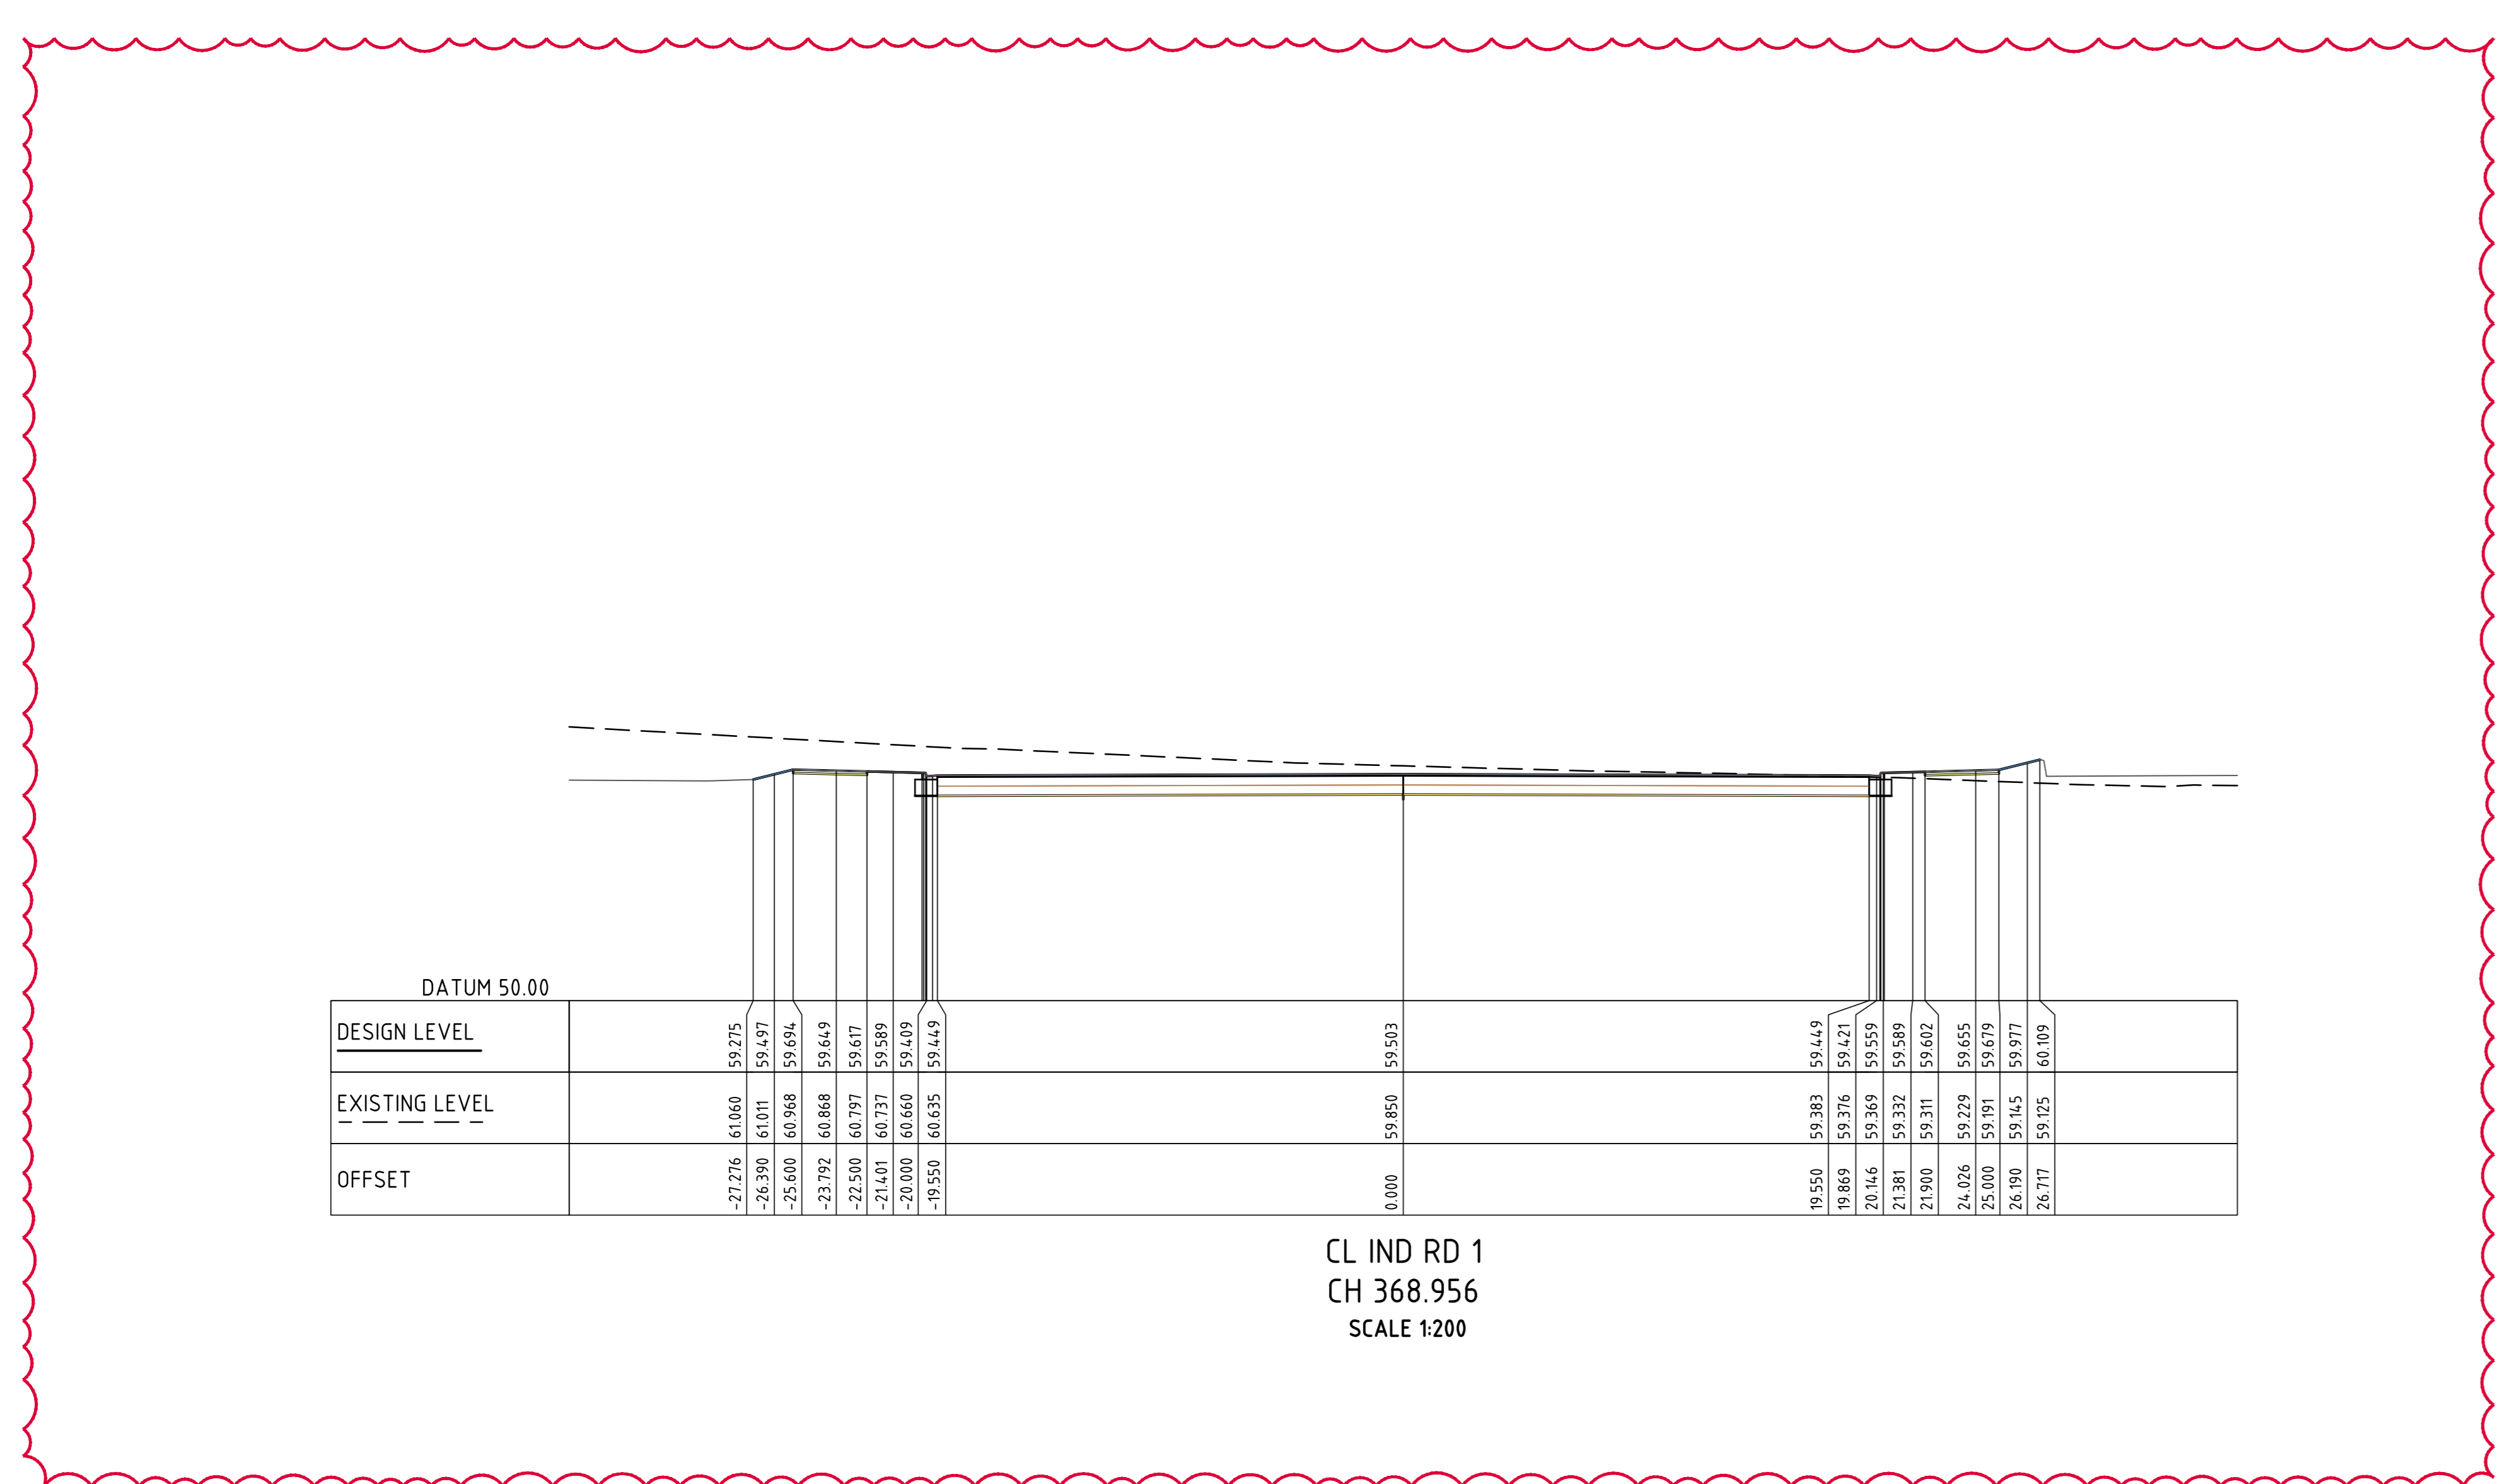 DATUM 50.00
DESIGN LEVEL 59.275 59.497 59.694 59.649 59.617 59.589 59.409 59.449 59.503 59.449 59.421 59.559 59.589 59.602 59.655 59.679 59.977 60.109
EXISTING LEVEL 61.060 61.011 60.968 60.868 60.797 60.737 60.660 60.635 59.850 59.383 59.376 59.369 59.332 59.311 59.229 59.191 59.145 59.125
OFFSET -27.276 -26.390 -25.600 -23.792 -22.500 -21.401 -20.000 -19.550 0.000 19.550 19.869 20.146 21.381 21.900 24.026 25.000 26.190 26.717
CL IND RD 1
CH 368.956
SCALE 1:200